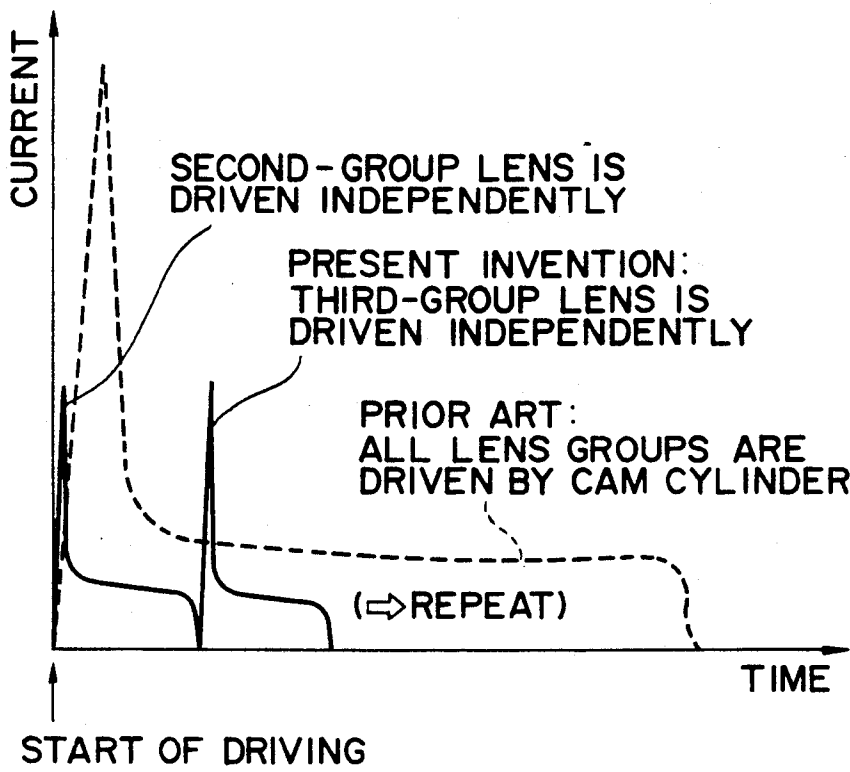 CURRENT
SECOND-GROUP LENS IS
DRIVEN INDEPENDENTLY
PRESENT INVENTION:
THIRD-GROUP LENS IS
DRIVEN INDEPENDENTLY
PRIOR ART:
ALL LENS GROUPS ARE
DRIVEN BY CAM CYLINDER
(⇨REPEAT)
TIME
START OF DRIVING